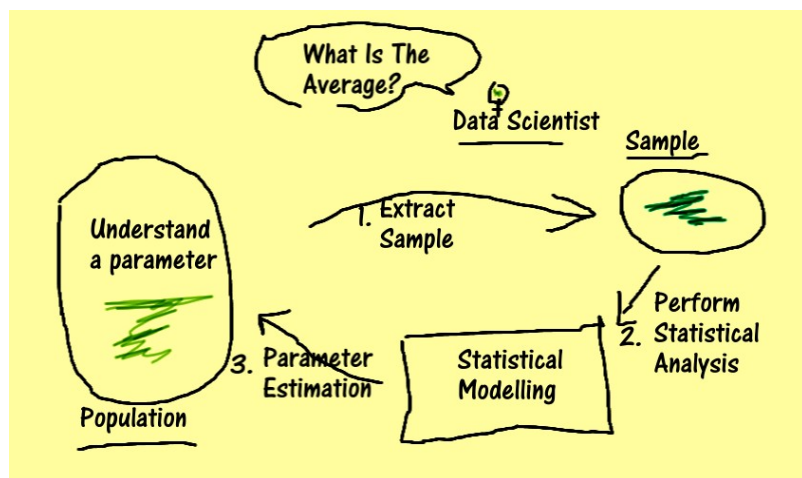 What Is The
Average?
Data Scientist
Sample
1. Extract
Sample
Understand
a parameter
Perform
2. Statistical
Analysis
3. Parameter
Estimation
Statistical
Modelling
Population